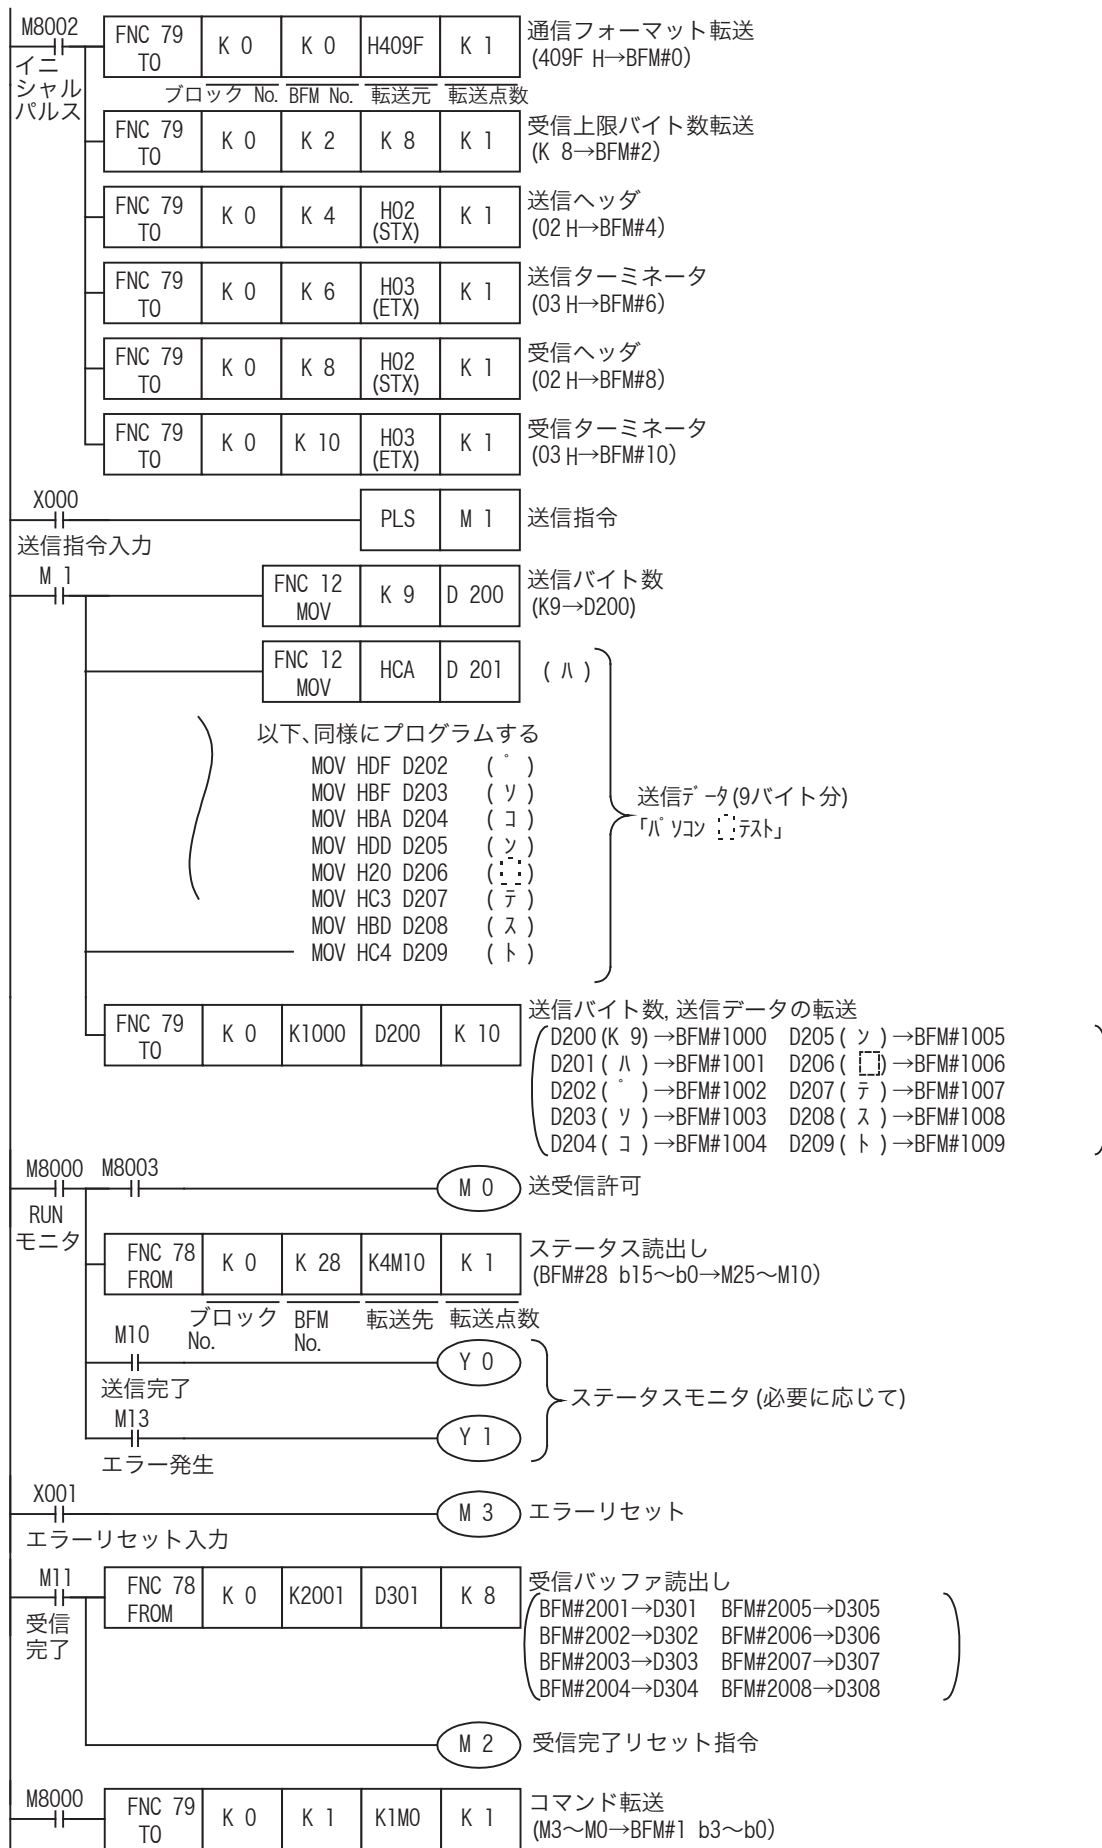 M8002
イニ
シャル
パルス
FNC 79
TO
K 0
K 0
H409F
K 1
通信フォーマット転送
(409F H→BFM#0)
ブロック No.
BFM No.
転送元
転送点数
FNC 79
TO
K 0
K 2
K 8
K 1
受信上限バイト数転送
(K 8→BFM#2)
FNC 79
TO
K 0
K 4
H02
(STX)
K 1
送信ヘッダ
(02 H→BFM#4)
FNC 79
TO
K 0
K 6
H03
(ETX)
K 1
送信ターミネータ
(03 H→BFM#6)
FNC 79
TO
K 0
K 8
H02
(STX)
K 1
受信ヘッダ
(02 H→BFM#8)
FNC 79
TO
K 0
K 10
H03
(ETX)
K 1
受信ターミネータ
(03 H→BFM#10)
X000
送信指令入力
PLS
M 1
送信指令
M 1
FNC 12
MOV
K 9
D 200
送信バイト数
(K9→D200)
FNC 12
MOV
HCA
D 201
( ﾊ )
以下、同様にプログラムする
MOV HDF D202 ( ﾟ )
MOV HBF D203 ( ｿ )
MOV HBA D204 ( ｺ )
MOV HDD D205 ( ﾝ )
MOV H20 D206 ( )
MOV HC3 D207 ( ﾃ )
MOV HBD D208 ( ｽ )
MOV HC4 D209 ( ﾄ )
送信ﾃﾞｰﾀ(9バイト分)
「ﾊﾟｿｺﾝ ﾃｽﾄ」
FNC 79
TO
K 0
K1000
D200
K 10
送信バイト数, 送信データの転送
D200 (K 9) →BFM#1000 D205 ( ﾝ ) →BFM#1005
D201 ( ﾊ ) →BFM#1001 D206 ( ) →BFM#1006
D202 ( ﾟ ) →BFM#1002 D207 ( ﾃ ) →BFM#1007
D203 ( ｿ ) →BFM#1003 D208 ( ｽ ) →BFM#1008
D204 ( ｺ ) →BFM#1004 D209 ( ﾄ ) →BFM#1009
M8000
RUN
モニタ
M8003
M 0
送受信許可
FNC 78
FROM
K 0
K 28
K4M10
K 1
ステータス読出し
(BFM#28 b15～b0→M25～M10)
ブロック
No.
BFM
No.
転送先
転送点数
M10
送信完了
Y 0
M13
エラー発生
Y 1
ステータスモニタ (必要に応じて)
X001
エラーリセット入力
M 3
エラーリセット
M11
受信
完了
FNC 78
FROM
K 0
K2001
D301
K 8
受信バッファ読出し
BFM#2001→D301 BFM#2005→D305
BFM#2002→D302 BFM#2006→D306
BFM#2003→D303 BFM#2007→D307
BFM#2004→D304 BFM#2008→D308
M 2
受信完了リセット指令
M8000
FNC 79
TO
K 0
K 1
K1M0
K 1
コマンド転送
(M3～M0→BFM#1 b3～b0)